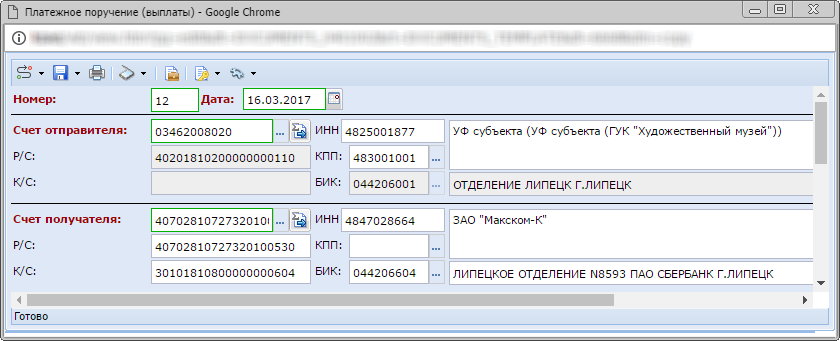 Платежное поручение (выплаты) - Google Chrome
Номер: 12 Дата: 16.03.2017
Счет отправителя: 03462008020 ... ИНН 4825001877 УФ субъекта (УФ субъекта (ГУК "Художественный музей"))
Р/С: 40201810200000000110 КПП: 483001001 ...
К/С: БИК: 044206001 ... ОТДЕЛЕНИЕ ЛИПЕЦК Г.ЛИПЕЦК
Счет получателя: 4070281072732010 ... ИНН 4847028664 ЗАО "Макском-К"
Р/С: 40702810727320100530 КПП: ...
К/С: 30101810800000000604 БИК: 044206604 ... ЛИПЕЦКОЕ ОТДЕЛЕНИЕ N8593 ПАО СБЕРБАНК Г.ЛИПЕЦК
Готово